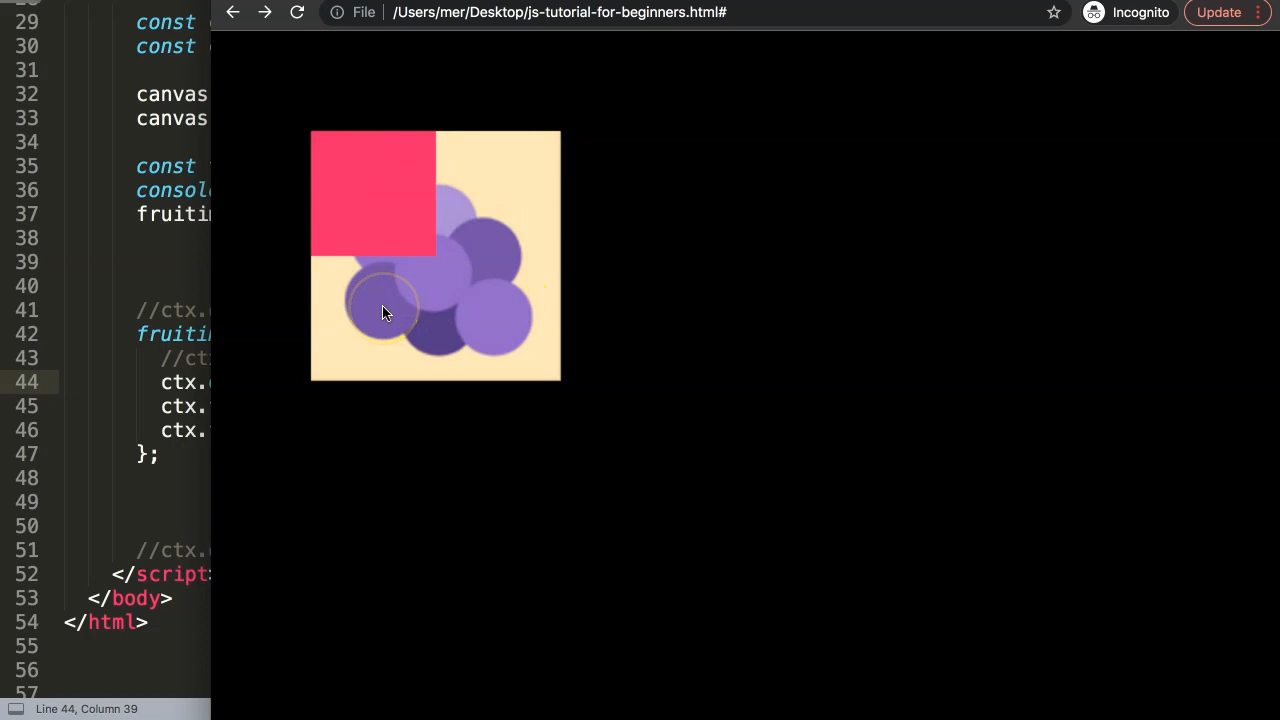 File /Users/mer/Desktop/js-tutorial-for-beginners.html# Incognito Update
29 const
30 const
31
32 canvas
33 canvas
34
35 const
36 consol
37 fruitin
38
39
40
41 //ctx.
42 fruitin
43 //ct
44 ctx.
45 ctx.
46 ctx.
47 };
48
49
50
51 //ctx.
52 </script>
53 </body>
54 </html>
55
56
57
Line 44, Column 39